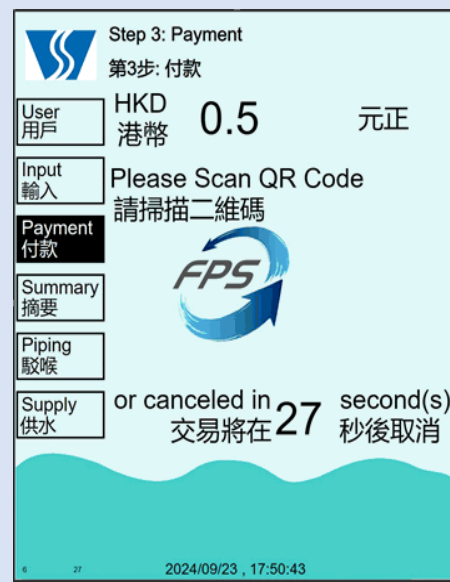 Step 3: Payment
第3步: 付款
HKD
港幣
0.5
元正
User
用戶
Input
輸入
Payment
付款
Summary
摘要
Piping
駁喉
Supply
供水
Please Scan QR Code
請掃描二維碼
FPS
or canceled in 27 second(s)
交易將在 秒後取消
6 27 2024/09/23 , 17:50:43